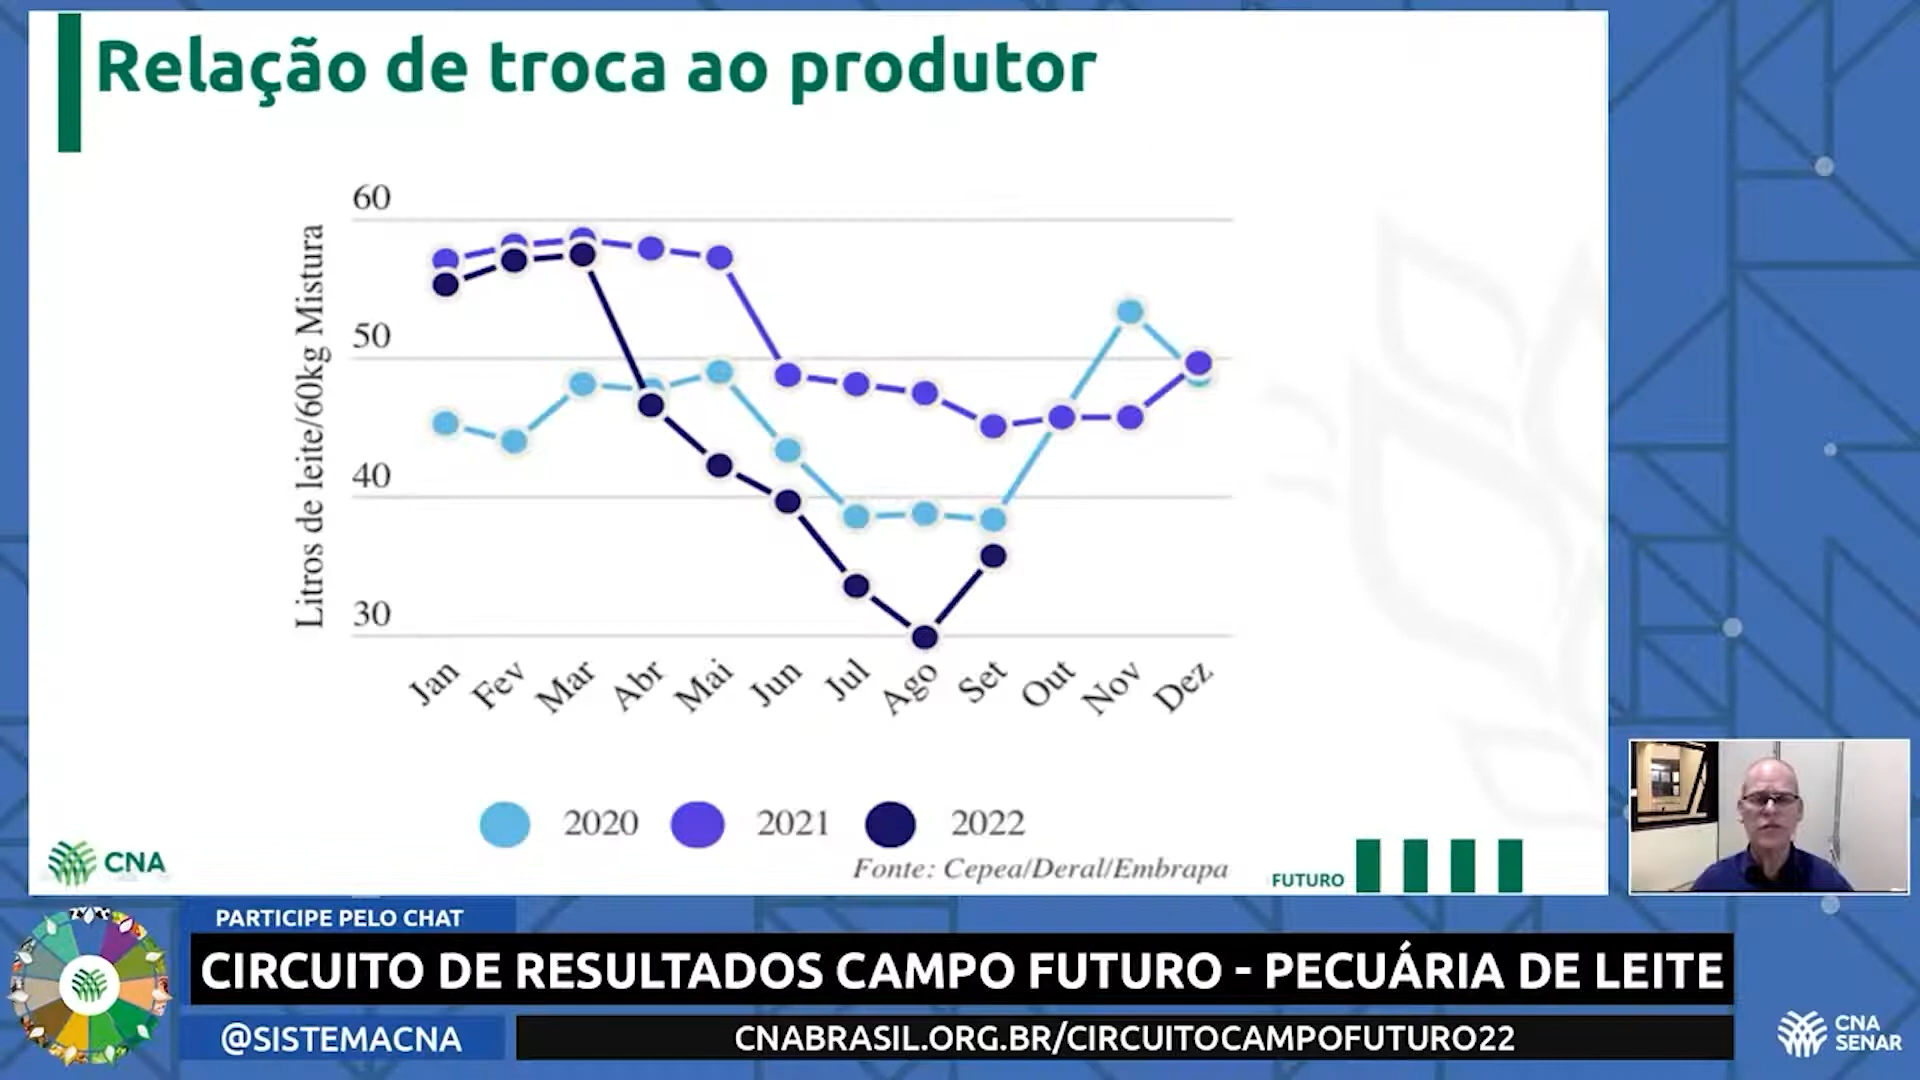 Relação de troca ao produtor
Litros de leite/60kg Mistura
60
50
40
30
Jan
Fev
Mar
Abr
Mai
Jun
Jul
Ago
Set
Out
Nov
Dez
2020
2021
2022
Fonte: Cepea/Deral/Embrapa
CNA
FUTURO
PARTICIPE PELO CHAT
CIRCUITO DE RESULTADOS CAMPO FUTURO - PECUÁRIA DE LEITE
@SISTEMACNA
CNABRASIL.ORG.BR/CIRCUITOCAMPOFUTURO22
CNA
SENAR